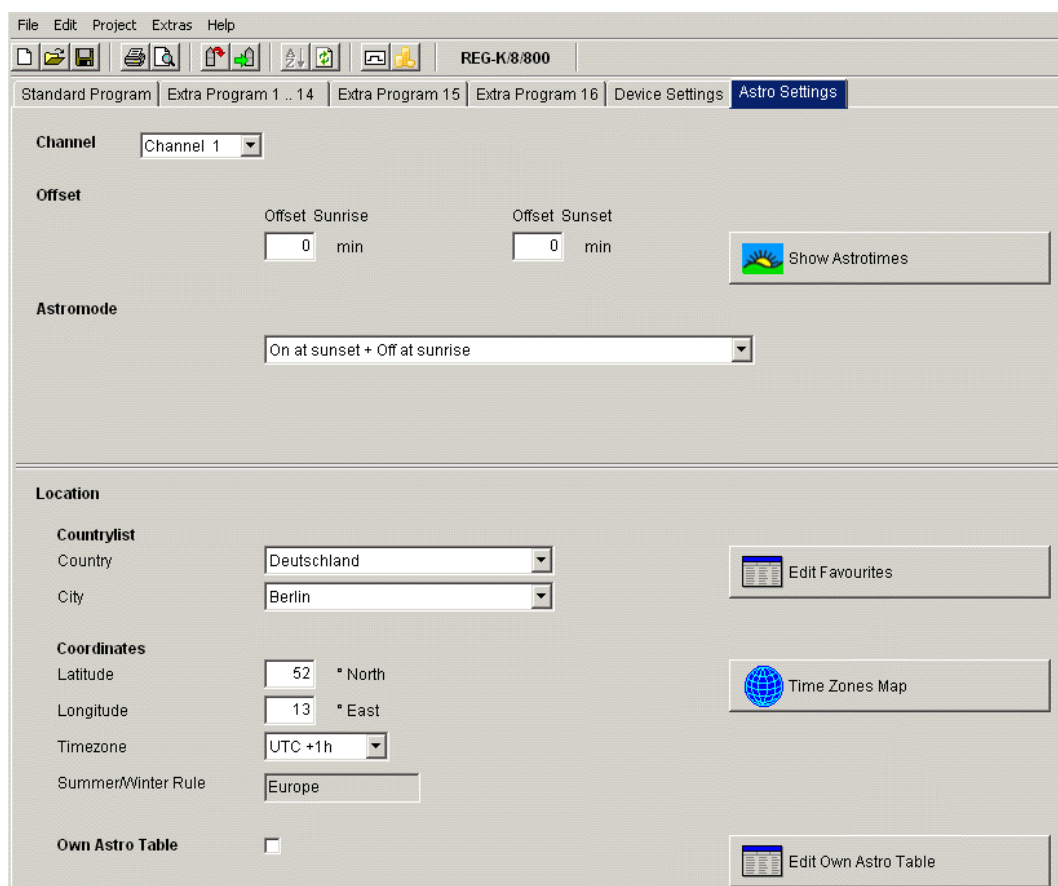 File Edit Project Extras Help
REG-K/8/800
Standard Program Extra Program 1 .. 14 Extra Program 15 Extra Program 16 Device Settings Astro Settings
Channel Channel 1
Offset
Offset Sunrise Offset Sunset
0 min 0 min
Show Astrotimes
Astromode
On at sunset + Off at sunrise
Location
Countrylist
Country Deutschland
Edit Favourites
City Berlin
Coordinates
Latitude 52 ° North
Time Zones Map
Longitude 13 ° East
Timezone UTC +1h
Summer/Winter Rule Europe
Own Astro Table
Edit Own Astro Table